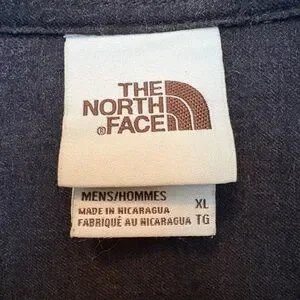 THE
NORTH
®FACE
MENS/HOMMES XL
MADE IN NICARAGUA
FABRIQUÉ AU NICARAGUA TG